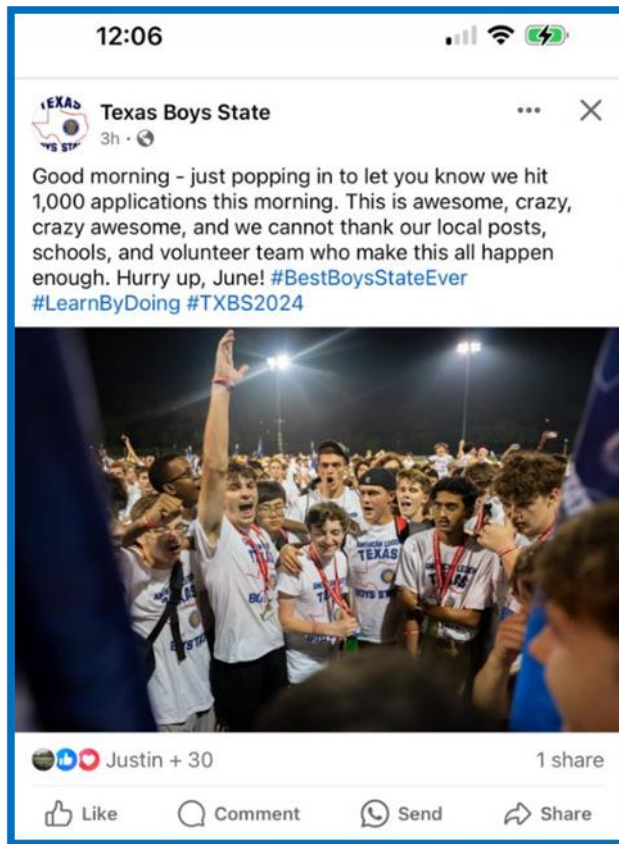 12:06
TEXAS
BOYS STATE
Texas Boys State
3h
Good morning - just popping in to let you know we hit
1,000 applications this morning. This is awesome, crazy,
crazy awesome, and we cannot thank our local posts,
schools, and volunteer team who make this all happen
enough. Hurry up, June! #BestBoysStateEver
#LearnByDoing #TXBS2024
AMERICAN LEGION
TEXAS
BOYS STATE
Justin + 30
1 share
Like
Comment
Send
Share